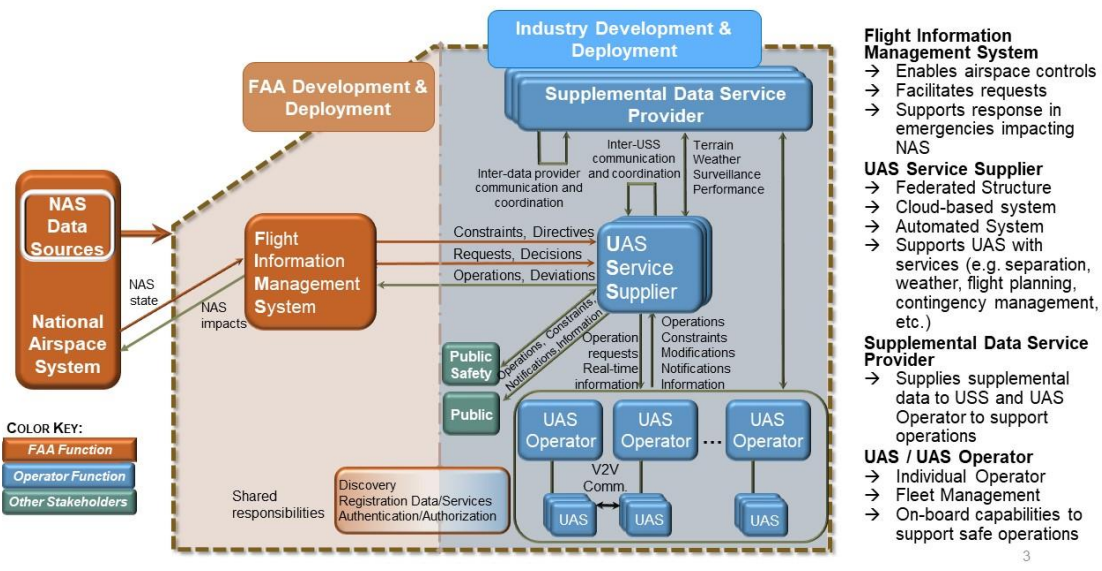 Industry Development &
Deployment
FAA Development &
Deployment
Supplemental Data Service
Provider
Inter-USS
communication
and coordination
Terrain
Weather
Surveillance
Performance
Inter-data provider
communication and
coordination
NAS
Data
Sources
National
Airspace
System
NAS
state
NAS
impacts
Flight
Information
Management
System
Constraints, Directives
Requests, Decisions
Operations, Deviations
UAS
Service
Supplier
Operations, Constraints,
Notifications, Information
Public
Safety
Public
Operation
requests
Real-time
information
Operations
Constraints
Modifications
Notifications
Information
UAS
Operator
UAS
Operator
...
UAS
Operator
V2V
Comm.
UAS
UAS
UAS
Shared
responsibilities
Discovery
Registration Data/Services
Authentication/Authorization
COLOR KEY:
FAA Function
Operator Function
Other Stakeholders
Flight Information
Management System
→ Enables airspace controls
→ Facilitates requests
→ Supports response in
emergencies impacting
NAS
UAS Service Supplier
→ Federated Structure
→ Cloud-based system
→ Automated System
→ Supports UAS with
services (e.g. separation,
weather, flight planning,
contingency management,
etc.)
Supplemental Data Service
Provider
→ Supplies supplemental
data to USS and UAS
Operator to support
operations
UAS / UAS Operator
→ Individual Operator
→ Fleet Management
→ On-board capabilities to
support safe operations
3